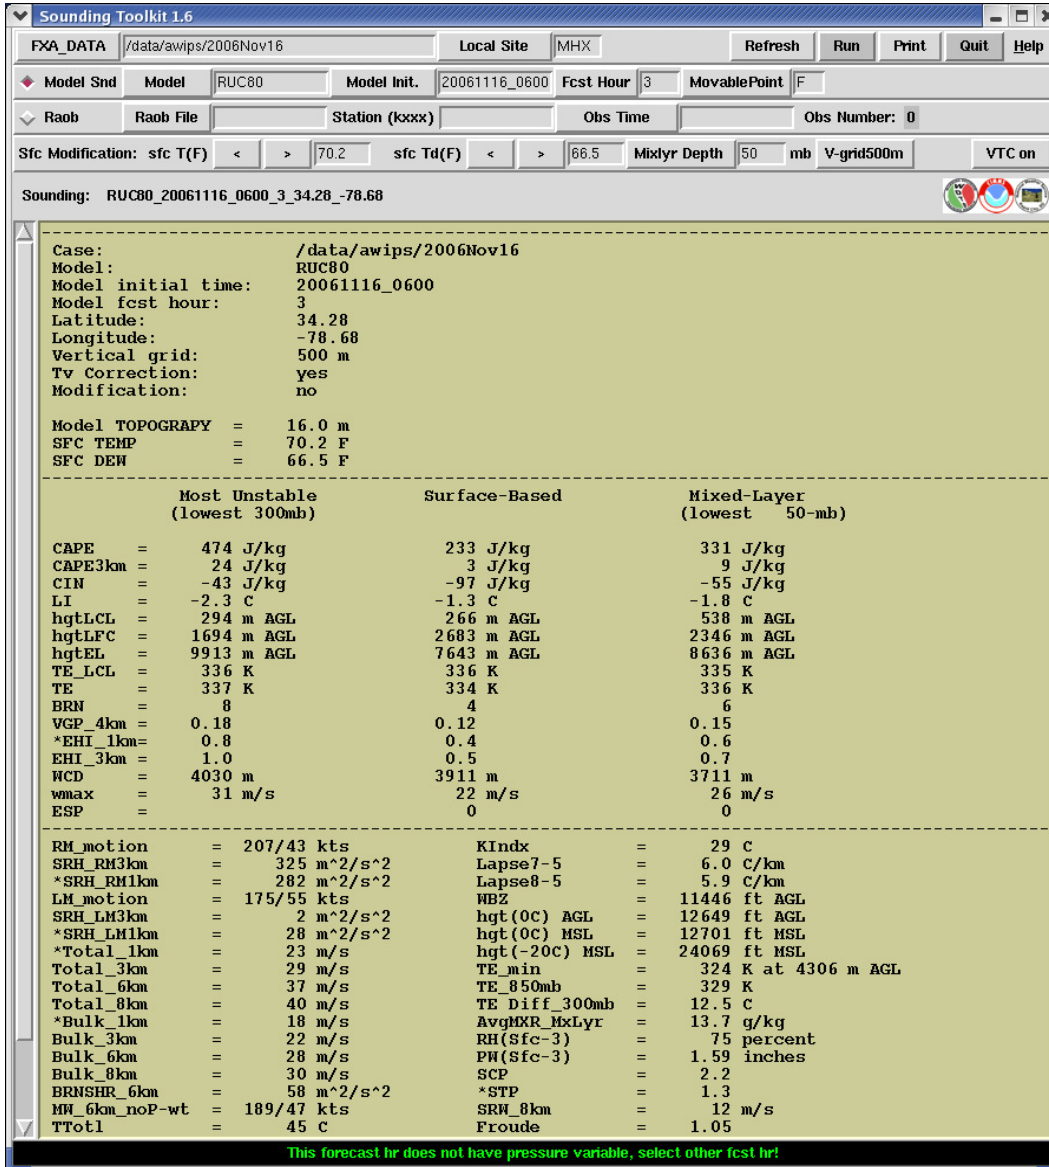 Sounding Toolkit 1.6
FXA_DATA /data/awips/2006Nov16 Local Site MHX Refresh Run Print Quit Help
Model Snd Model RUC80 Model Init. 20061116_0600 Fcst Hour 3 MovablePoint F
Raob Raob File Station (kxxx) Obs Time Obs Number: 0
Sfc Modification: sfc T(F) < > 70.2 sfc Td(F) < > 66.5 Mixlyr Depth 50 mb V-grid500m VTC on
Sounding: RUC80_20061116_0600_3_34.28_-78.68
Case: /data/awips/2006Nov16
Model: RUC80
Model initial time: 20061116_0600
Model fcst hour: 3
Latitude: 34.28
Longitude: -78.68
Vertical grid: 500 m
Tv Correction: yes
Modification: no
Model TOPOGRAPY = 16.0 m
SFC TEMP = 70.2 F
SFC DEW = 66.5 F
Most Unstable Surface-Based Mixed-Layer
(lowest 300mb) (lowest 50-mb)
CAPE = 474 J/kg 233 J/kg 331 J/kg
CAPE3km = 24 J/kg 3 J/kg 9 J/kg
CIN = -43 J/kg -97 J/kg -55 J/kg
LI = -2.3 C -1.3 C -1.8 C
hgtLCL = 294 m AGL 266 m AGL 538 m AGL
hgtLFC = 1694 m AGL 2683 m AGL 2346 m AGL
hgtEL = 9913 m AGL 7643 m AGL 8636 m AGL
TE_LCL = 336 K 336 K 335 K
TE = 337 K 334 K 336 K
BRN = 8 4 6
VGP_4km = 0.18 0.12 0.15
*EHI_1km= 0.8 0.4 0.6
EHI_3km = 1.0 0.5 0.7
WCD = 4030 m 3911 m 3711 m
wmax = 31 m/s 22 m/s 26 m/s
ESP = 0 0
RM_motion = 207/43 kts KIndx = 29 C
SRH_RM3km = 325 m^2/s^2 Lapse7-5 = 6.0 C/km
*SRH_RM1km = 282 m^2/s^2 Lapse8-5 = 5.9 C/km
LM_motion = 175/55 kts WBZ = 11446 ft AGL
SRH_LM3km = 2 m^2/s^2 hgt(0C) AGL = 12649 ft AGL
*SRH_LM1km = 28 m^2/s^2 hgt(0C) MSL = 12701 ft MSL
*Total_1km = 23 m/s hgt(-20C) MSL = 24069 ft MSL
Total_3km = 29 m/s TE_min = 324 K at 4306 m AGL
Total_6km = 37 m/s TE_850mb = 329 K
Total_8km = 40 m/s TE Diff_300mb = 12.5 C
*Bulk_1km = 18 m/s AvgMXR_MxLyr = 13.7 g/kg
Bulk_3km = 22 m/s RH(Sfc-3) = 75 percent
Bulk_6km = 28 m/s PW(Sfc-3) = 1.59 inches
Bulk_8km = 30 m/s SCP = 2.2
BRNSHR_6km = 58 m^2/s^2 *STP = 1.3
MW_6km_noP-wt = 189/47 kts SRW_8km = 12 m/s
TTotl = 45 C Froude = 1.05
This forecast hr does not have pressure variable, select other fcst hr!